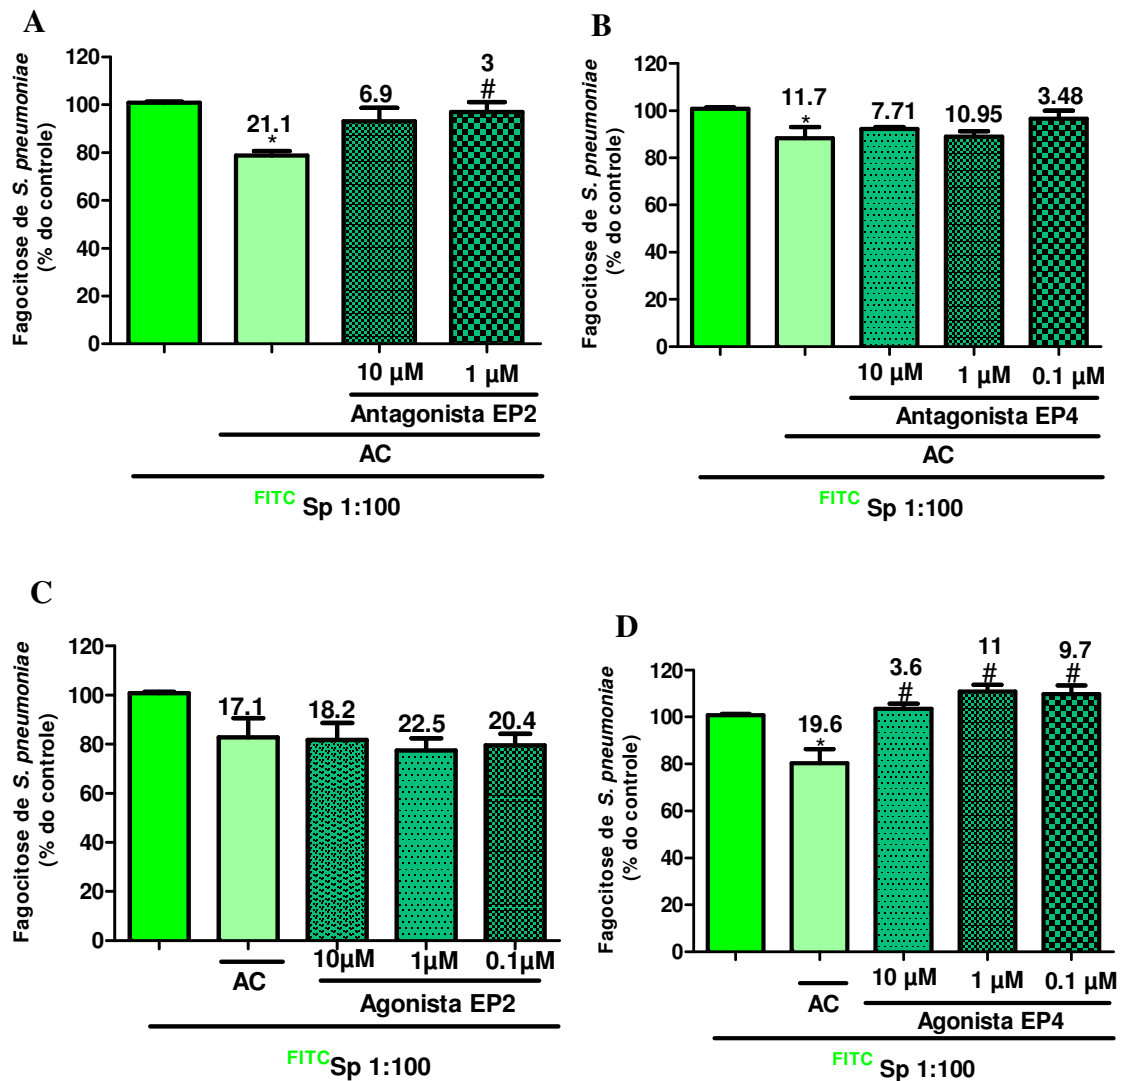 A
Fagocitose de S. pneumoniae
(% do controle)
120
100
80
60
40
20
0
21.1
*
6.9
3
#
10 µM
1 µM
Antagonista EP2
AC
FITC Sp 1:100
B
Fagocitose de S. pneumoniae
(% do controle)
120
100
80
60
40
20
0
11.7
*
7.71
10.95
3.48
10 µM
1 µM
0.1 µM
Antagonista EP4
AC
FITC Sp 1:100
C
Fagocitose de S. pneumoniae
(% do controle)
120
100
80
60
40
20
0
17.1
18.2
22.5
20.4
AC
10µM
1µM
0.1µM
Agonista EP2
FITC Sp 1:100
D
Fagocitose de S. pneumoniae
(% do controle)
120
100
80
60
40
20
0
19.6
*
3.6
#
11
#
9.7
#
AC
10 µM
1 µM
0.1 µM
Agonista EP4
FITC Sp 1:100